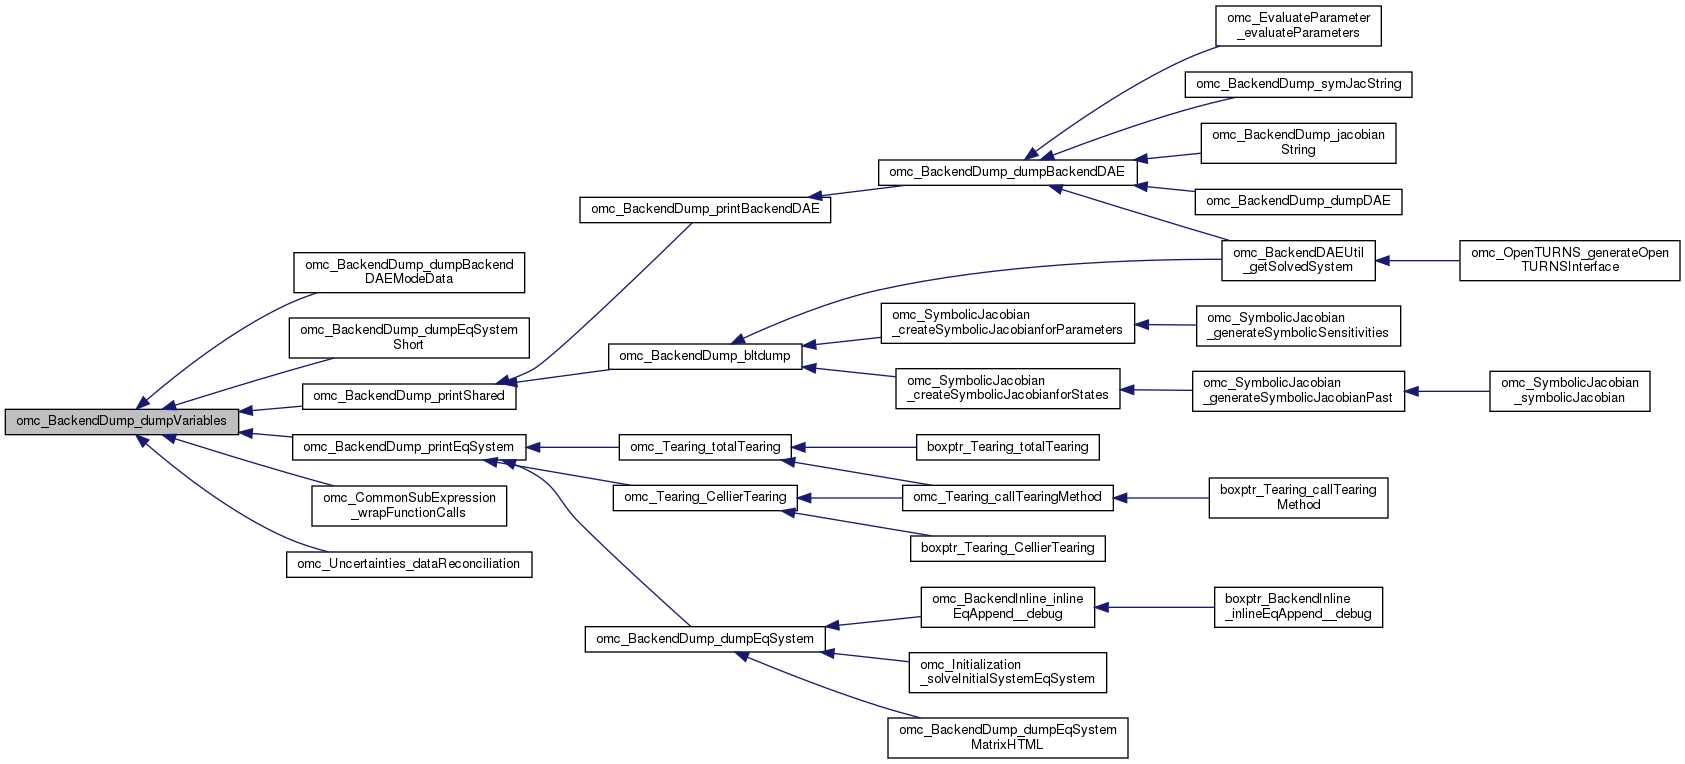 omc_EvaluateParameter
_evaluateParameters
omc_BackendDump_symJacString
omc_BackendDump_jacobian
String
omc_BackendDump_dumpBackendDAE
omc_BackendDump_dumpDAE
omc_BackendDump_printBackendDAE
omc_BackendDAEUtil
_getSolvedSystem
omc_OpenTURNS_generateOpen
TURNSInterface
omc_BackendDump_dumpBackend
DAEModeData
omc_SymbolicJacobian
_createSymbolicJacobianforParameters
omc_SymbolicJacobian
_generateSymbolicSensitivities
omc_BackendDump_dumpEqSystem
Short
omc_BackendDump_bltdump
omc_BackendDump_printShared
omc_SymbolicJacobian
_createSymbolicJacobianforStates
omc_SymbolicJacobian
_generateSymbolicJacobianPast
omc_SymbolicJacobian
_symbolicJacobian
omc_BackendDump_dumpVariables
omc_BackendDump_printEqSystem
omc_Tearing_totalTearing
boxptr_Tearing_totalTearing
omc_Tearing_CellierTearing
omc_Tearing_callTearingMethod
boxptr_Tearing_callTearing
Method
omc_CommonSubExpression
_wrapFunctionCalls
boxptr_Tearing_CellierTearing
omc_Uncertainties_dataReconciliation
omc_BackendInline_inline
EqAppend__debug
boxptr_BackendInline
_inlineEqAppend__debug
omc_BackendDump_dumpEqSystem
omc_Initialization
_solveInitialSystemEqSystem
omc_BackendDump_dumpEqSystem
MatrixHTML